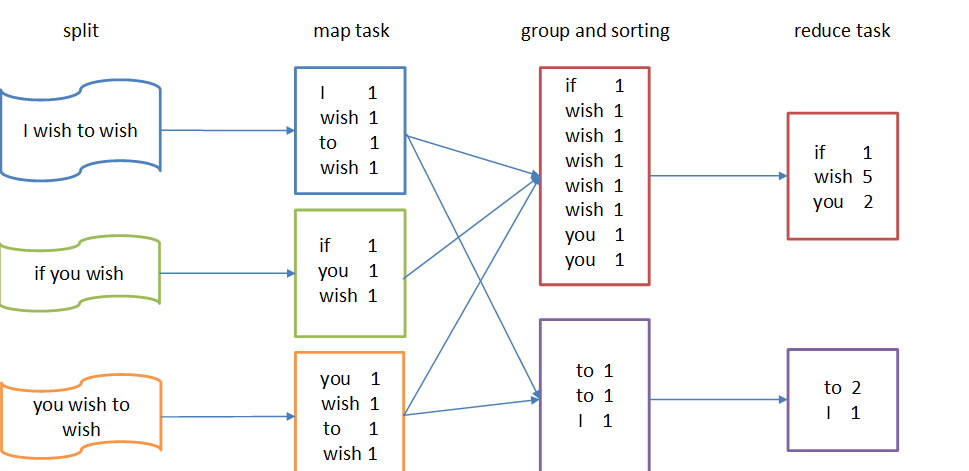 split
map task
group and sorting
reduce task
I wish to wish
I 1
wish 1
to 1
wish 1
if 1
wish 1
wish 1
wish 1
wish 1
wish 1
you 1
you 1
if 1
wish 5
you 2
if you wish
if 1
you 1
wish 1
you wish to
wish
you 1
wish 1
to 1
wish 1
to 1
to 1
I 1
to 2
I 1